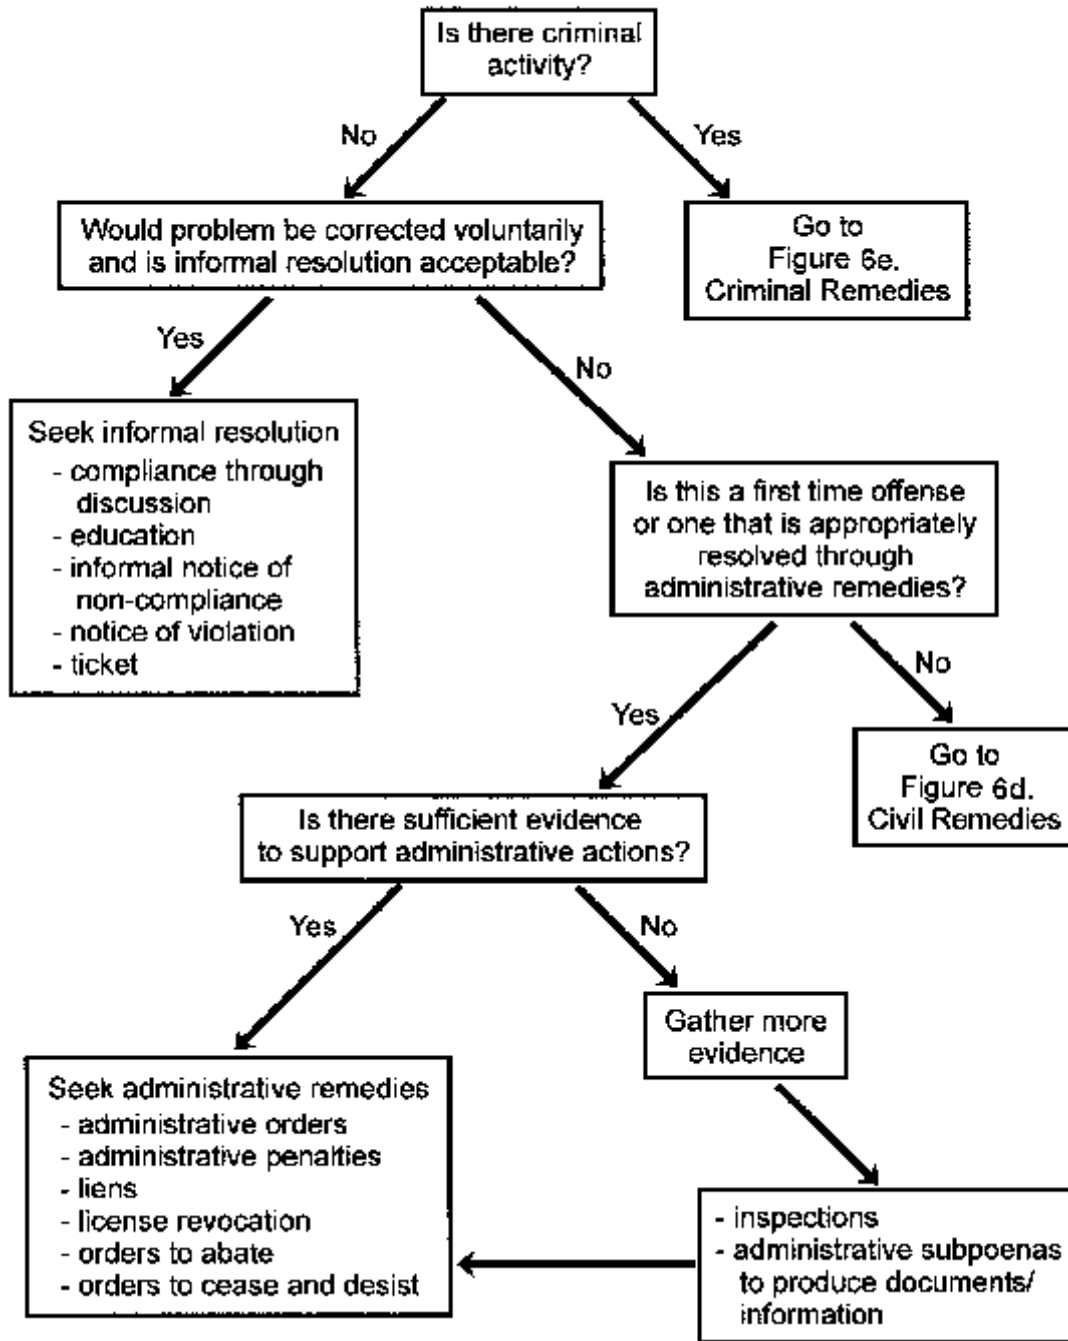 Is there criminal
activity?
No
Yes
Would problem be corrected voluntarily
and is informal resolution acceptable?
Go to
Figure 6e.
Criminal Remedies
Yes
No
Seek informal resolution
- compliance through
discussion
- education
- informal notice of
non-compliance
- notice of violation
- ticket
Is this a first time offense
or one that is appropriately
resolved through
administrative remedies?
Yes
No
Go to
Figure 6d.
Civil Remedies
Is there sufficient evidence
to support administrative actions?
Yes
No
Gather more
evidence
Seek administrative remedies
- administrative orders
- administrative penalties
- liens
- license revocation
- orders to abate
- orders to cease and desist
- inspections
- administrative subpoenas
to produce documents/
information